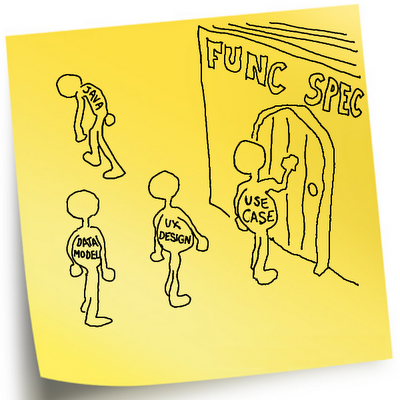 FUNC SPEC
JAVA
USE
CASE
UX
DESIGN
DATA
MODEL